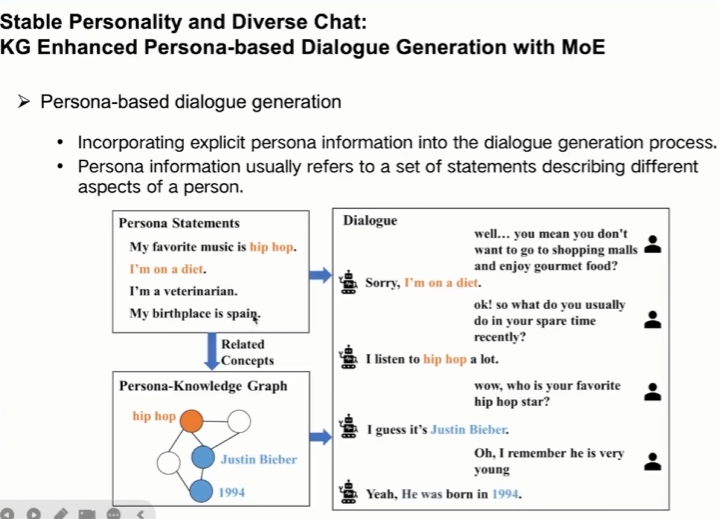 Stable Personality and Diverse Chat:
KG Enhanced Persona-based Dialogue Generation with MoE
Persona-based dialogue generation
Incorporating explicit persona information into the dialogue generation process.
Persona information usually refers to a set of statements describing different
aspects of a person.
Persona Statements
My favorite music is hip hop.
I'm on a diet.
I'm a veterinarian.
My birthplace is spain.
Related
Concepts
Persona-Knowledge Graph
hip hop
Justin Bieber
1994
Dialogue
well... you mean you don't
want to go to shopping malls
and enjoy gourmet food?
Sorry, I'm on a diet.
ok! so what do you usually
do in your spare time
recently?
I listen to hip hop a lot.
wow, who is your favorite
hip hop star?
I guess it's Justin Bieber.
Oh, I remember he is very
young
Yeah, He was born in 1994.